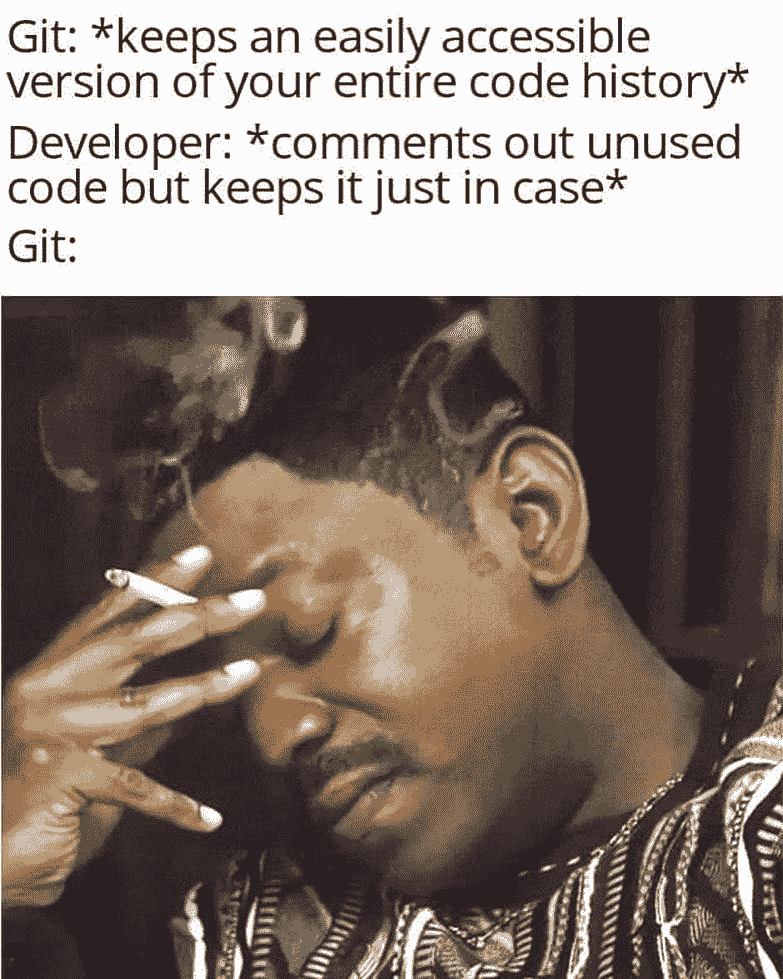 Git: *keeps an easily accessible
version of your entire code history*
Developer: *comments out unused
code but keeps it just in case*
Git: